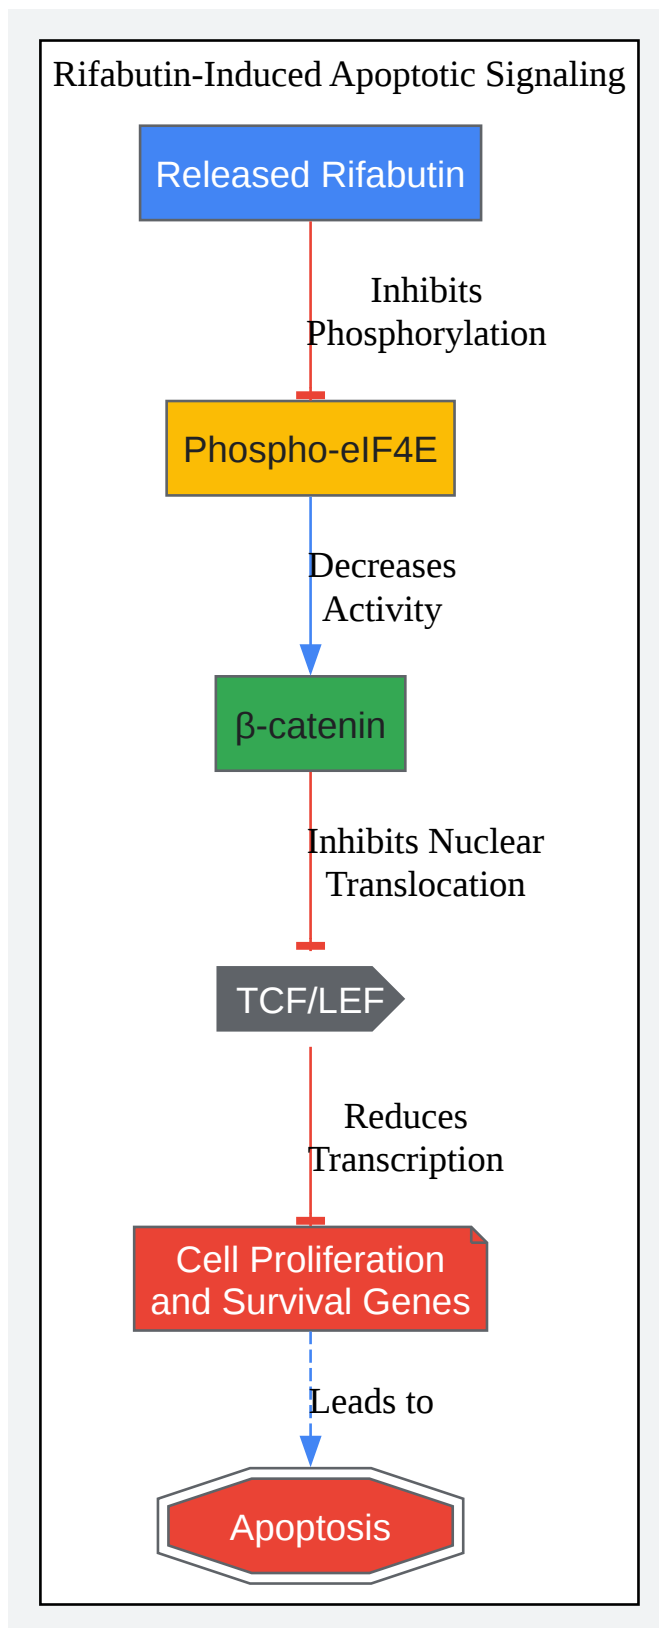 Rifabutin-Induced Apoptotic Signaling
Released Rifabutin
Inhibits
Phosphorylation
Phospho-eIF4E
Decreases
Activity
β-catenin
Inhibits Nuclear
Translocation
TCF/LEF
Reduces
Transcription
Cell Proliferation
and Survival Genes
Leads to
Apoptosis